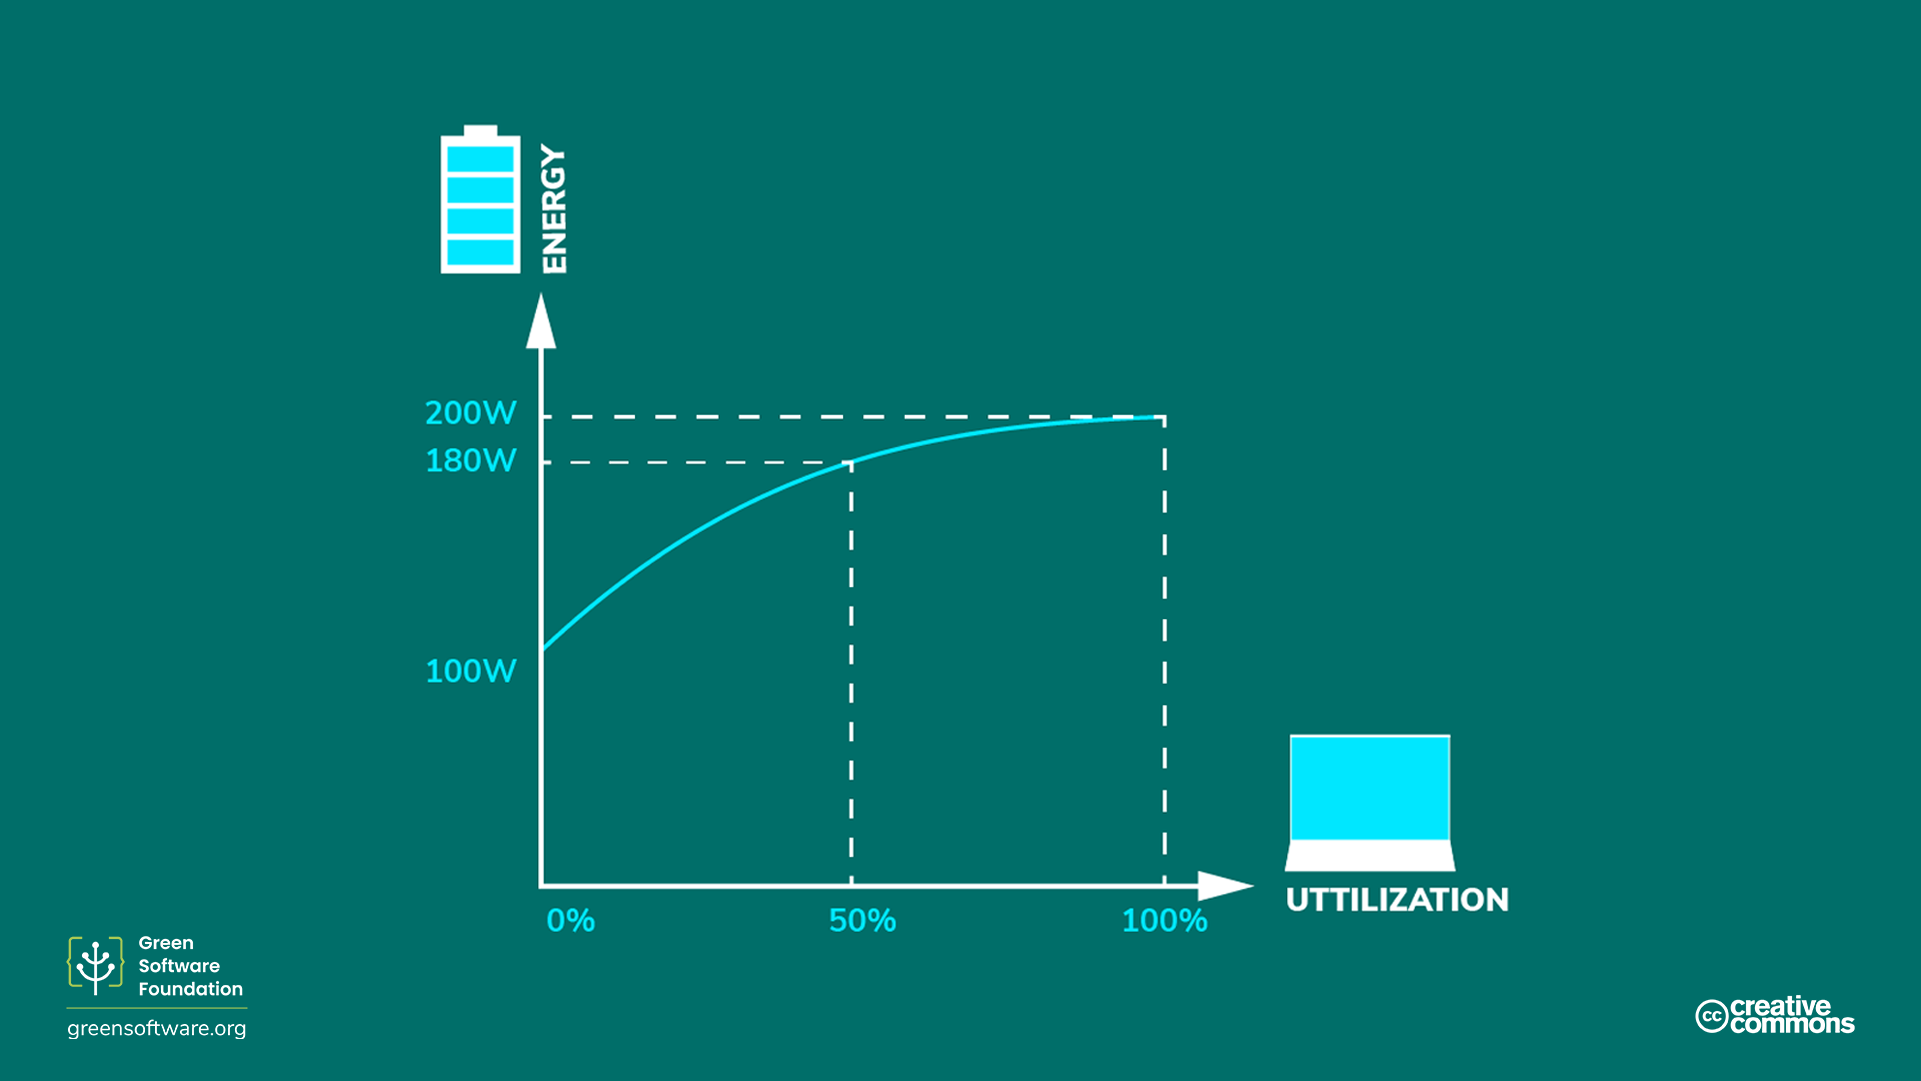 ENERGY
200W
180W
100W
0%
50%
100%
UTTILIZATION
Green
Software
Foundation
greensoftware.org
cc creative
commons